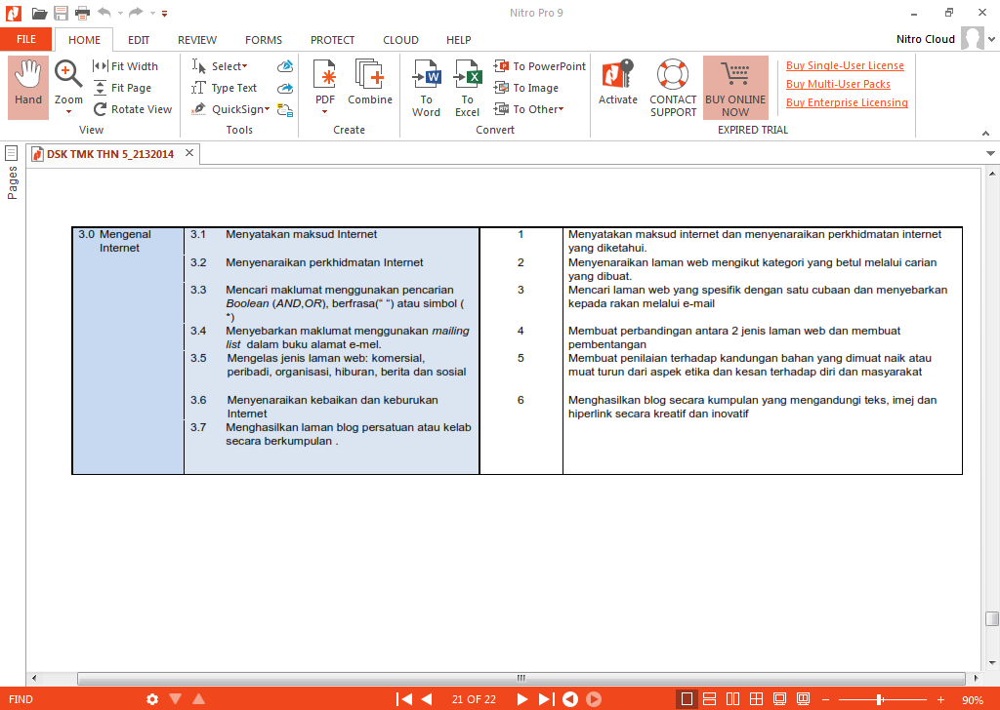 Nitro Pro 9
FILE HOME EDIT REVIEW FORMS PROTECT CLOUD HELP Nitro Cloud
Hand
Zoom
Fit Width
Fit Page
Rotate View
View
Select
Type Text
QuickSign
Tools
PDF
Combine
Create
To Word
To Excel
To PowerPoint
To Image
To Other
Convert
Activate
CONTACT SUPPORT
BUY ONLINE NOW
Buy Single-User License
Buy Multi-User Packs
Buy Enterprise Licensing
EXPIRED TRIAL
Pages
DSK TMK THN 5_2132014
3.0 Mengenal
Internet
3.1 Menyatakan maksud Internet
3.2 Menyenaraikan perkhidmatan Internet
3.3 Mencari maklumat menggunakan pencarian
Boolean (AND,OR), berfrasa(“ “) atau simbol (
*)
3.4 Menyebarkan maklumat menggunakan mailing
list dalam buku alamat e-mel.
3.5 Mengelas jenis laman web: komersial,
peribadi, organisasi, hiburan, berita dan sosial
3.6 Menyenaraikan kebaikan dan keburukan
Internet
3.7 Menghasilkan laman blog persatuan atau kelab
secara berkumpulan .
1 Menyatakan maksud internet dan menyenaraikan perkhidmatan internet
yang diketahui.
2 Menyenaraikan laman web mengikut kategori yang betul melalui carian
yang dibuat.
3 Mencari laman web yang spesifik dengan satu cubaan dan menyebarkan
kepada rakan melalui e-mail
4 Membuat perbandingan antara 2 jenis laman web dan membuat
pembentangan
5 Membuat penilaian terhadap kandungan bahan yang dimuat naik atau
muat turun dari aspek etika dan kesan terhadap diri dan masyarakat
6 Menghasilkan blog secara kumpulan yang mengandungi teks, imej dan
hiperlink secara kreatif dan inovatif
FIND 21 OF 22 90%